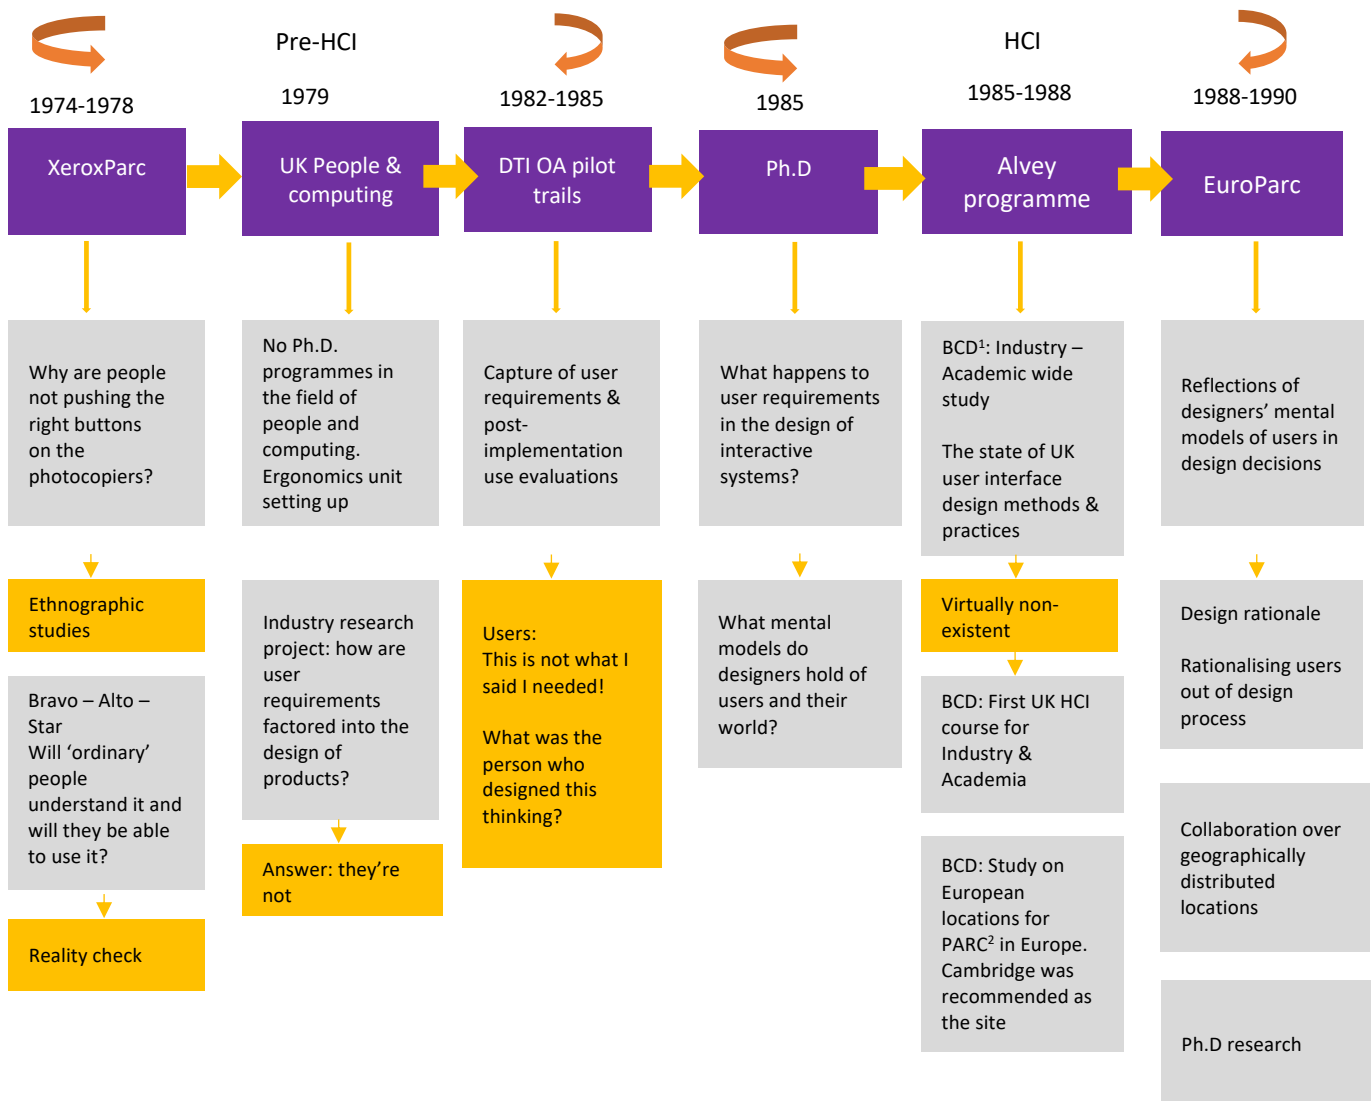 Pre-HCI
HCI
1974-1978
1979
1982-1985
1985
1985-1988
1988-1990
XeroxParc
UK People &
computing
DTI OA pilot
trails
Ph.D
Alvey
programme
EuroParc
Why are people
not pushing the
right buttons
on the
photocopiers?
Ethnographic
studies
Bravo – Alto –
Star
Will ‘ordinary’
people
understand it and
will they be able
to use it?
Reality check
No Ph.D.
programmes in
the field of
people and
computing.
Ergonomics unit
setting up
Industry research
project: how are
user
requirements
factored into the
design of
products?
Answer: they’re
not
Capture of user
requirements &
post-
implementation
use evaluations
Users:
This is not what I
said I needed!
What was the
person who
designed this
thinking?
What happens to
user requirements
in the design of
interactive
systems?
What mental
models do
designers hold of
users and their
world?
BCD¹: Industry –
Academic wide
study
The state of UK
user interface
design methods &
practices
Virtually non-
existent
BCD: First UK HCI
course for
Industry &
Academia
BCD: Study on
European
locations for
PARC² in Europe.
Cambridge was
recommended as
the site
Reflections of
designers’ mental
models of users in
design decisions
Design rationale
Rationalising users
out of design
process
Collaboration over
geographically
distributed
locations
Ph.D research